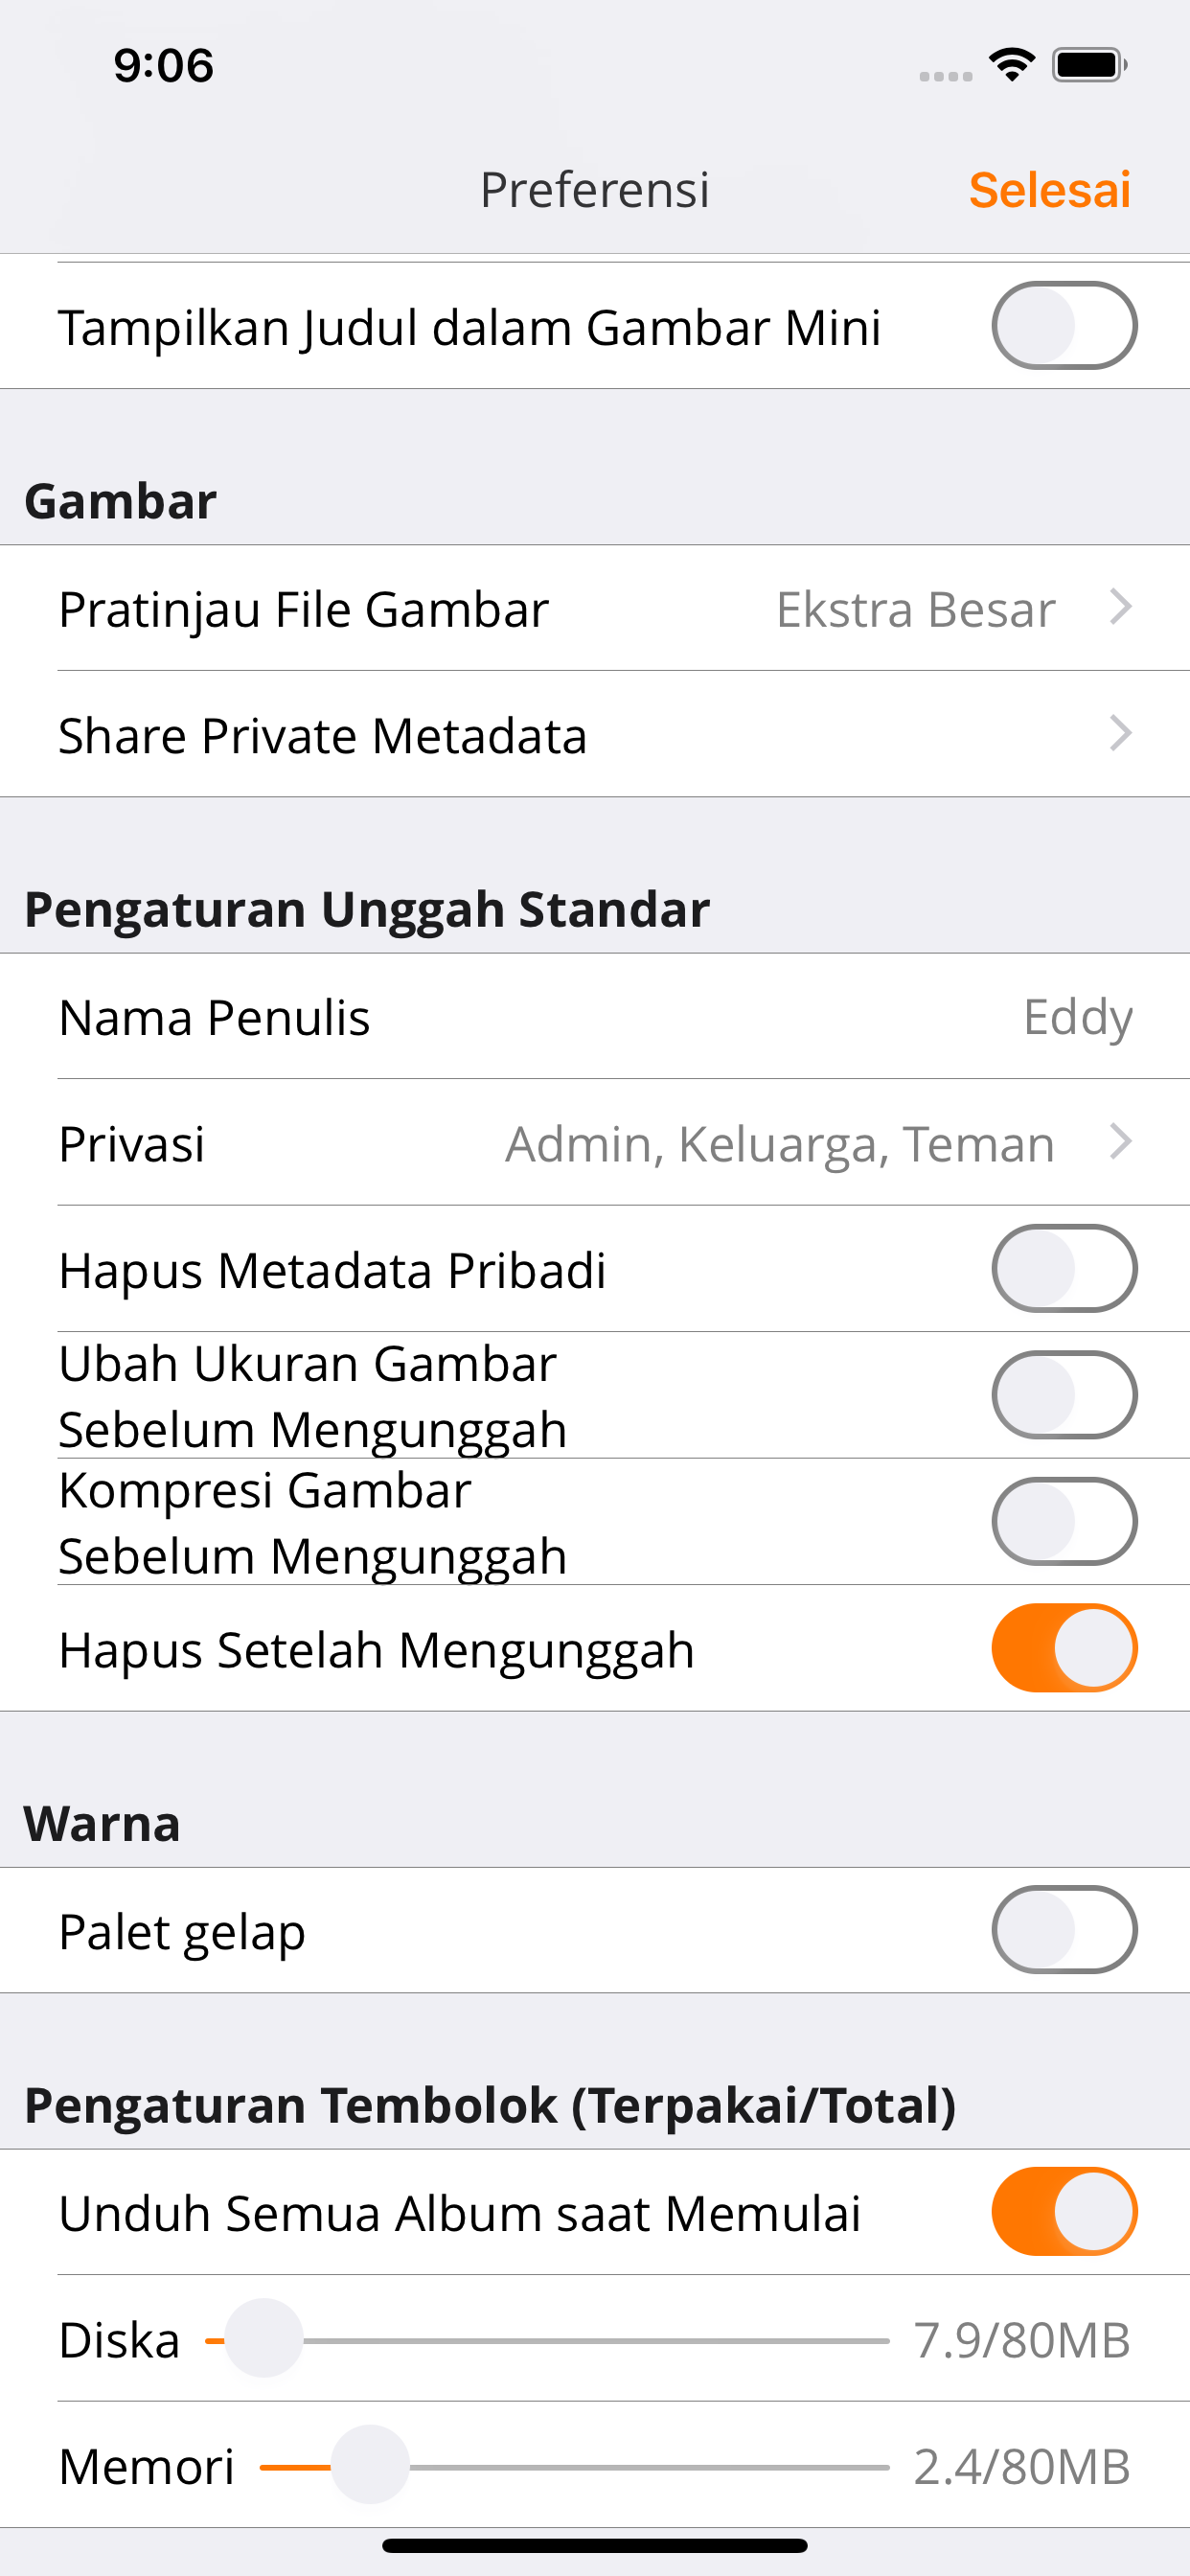 9:06
Preferensi
Selesai
Tampilkan Judul dalam Gambar Mini
Gambar
Pratinjau File Gambar
Ekstra Besar
Share Private Metadata
Pengaturan Unggah Standar
Nama Penulis
Eddy
Privasi
Admin, Keluarga, Teman
Hapus Metadata Pribadi
Ubah Ukuran Gambar
Sebelum Mengunggah
Kompresi Gambar
Sebelum Mengunggah
Hapus Setelah Mengunggah
Warna
Palet gelap
Pengaturan Tembolok (Terpakai/Total)
Unduh Semua Album saat Memulai
Diska
7.9/80MB
Memori
2.4/80MB